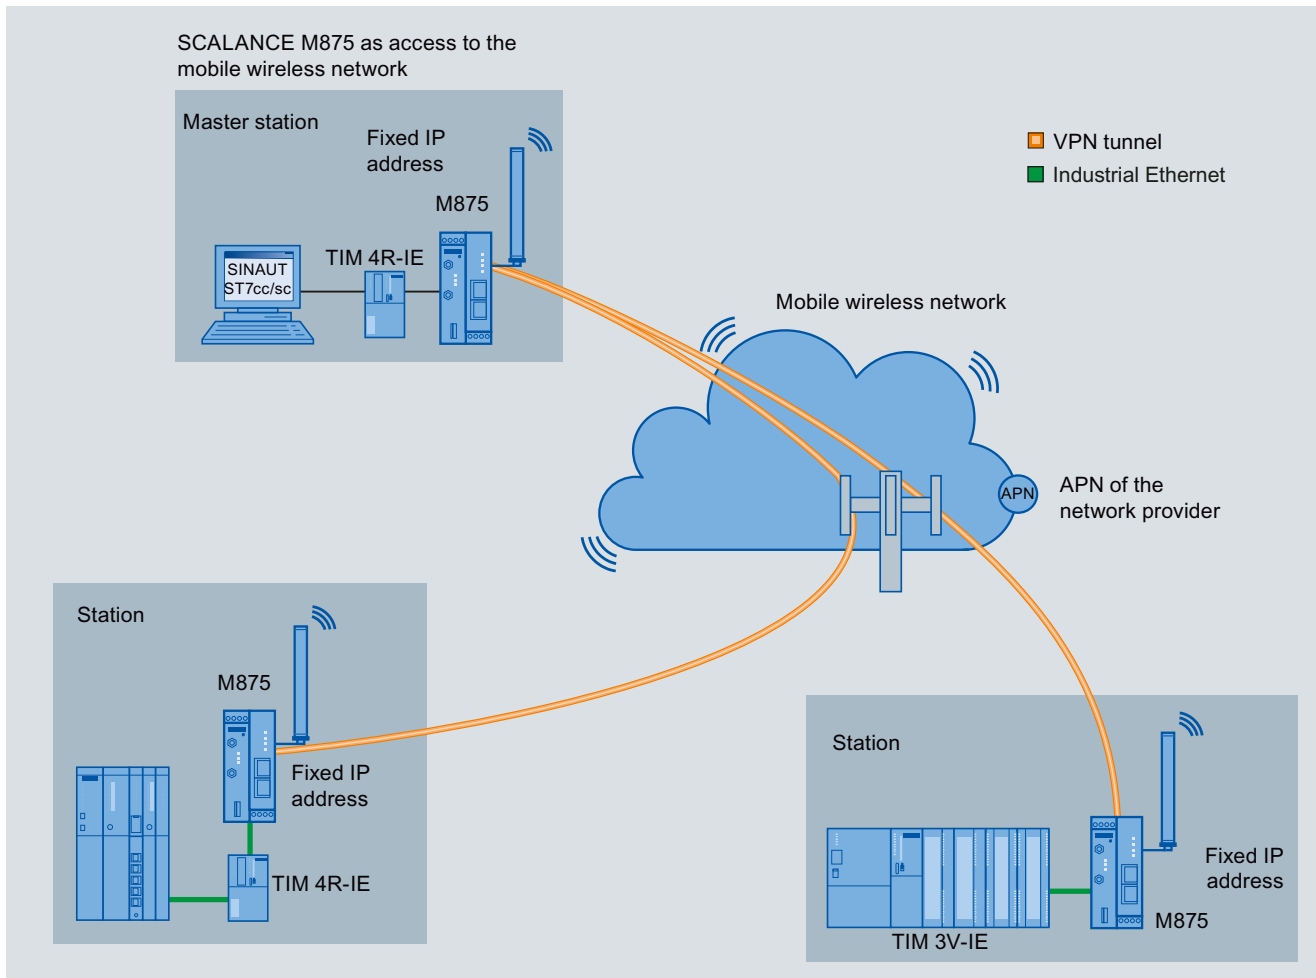 SCALANCE M875 as access to the
mobile wireless network
Master station
Fixed IP
address
M875
TIM 4R-IE
SINAUT
ST7cc/sc
VPN tunnel
Industrial Ethernet
Mobile wireless network
APN
APN of the
network provider
Station
M875
Fixed IP
address
TIM 4R-IE
Station
Fixed IP
address
M875
TIM 3V-IE